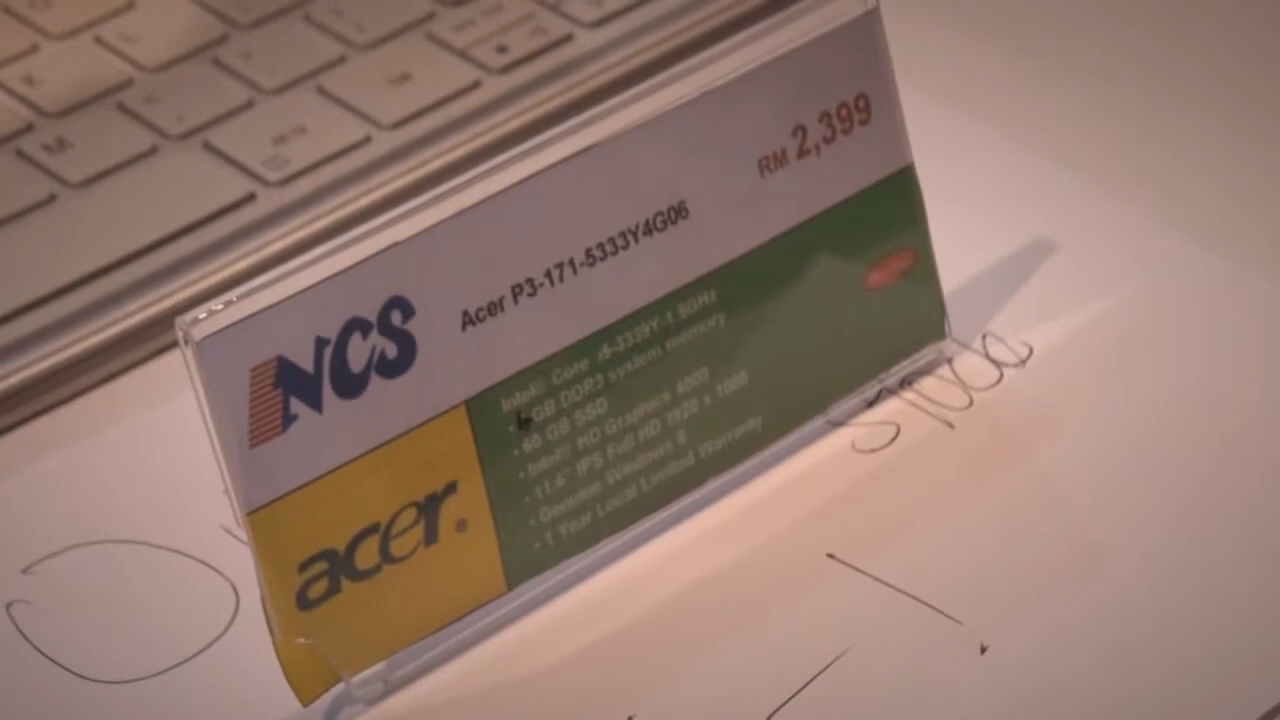 M
NCS
Acer P3-171-5333Y4G06
RM 2,399
acer
Intel® Core i5-3339Y-1.5GHz
GB DDR3 system memory
60 GB SSD
Intel® HD Graphics 4000
11.6" IPS Full HD 1920 x 1080
Genuine Windows 8
1 Year Local Limited Warranty